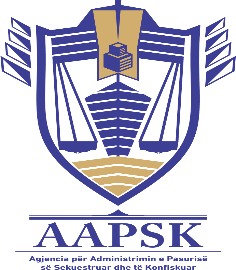 AAPSK
Agjencia për Administrimin e Pasurisë
së Sekuestruar dhe të Konfiskuar